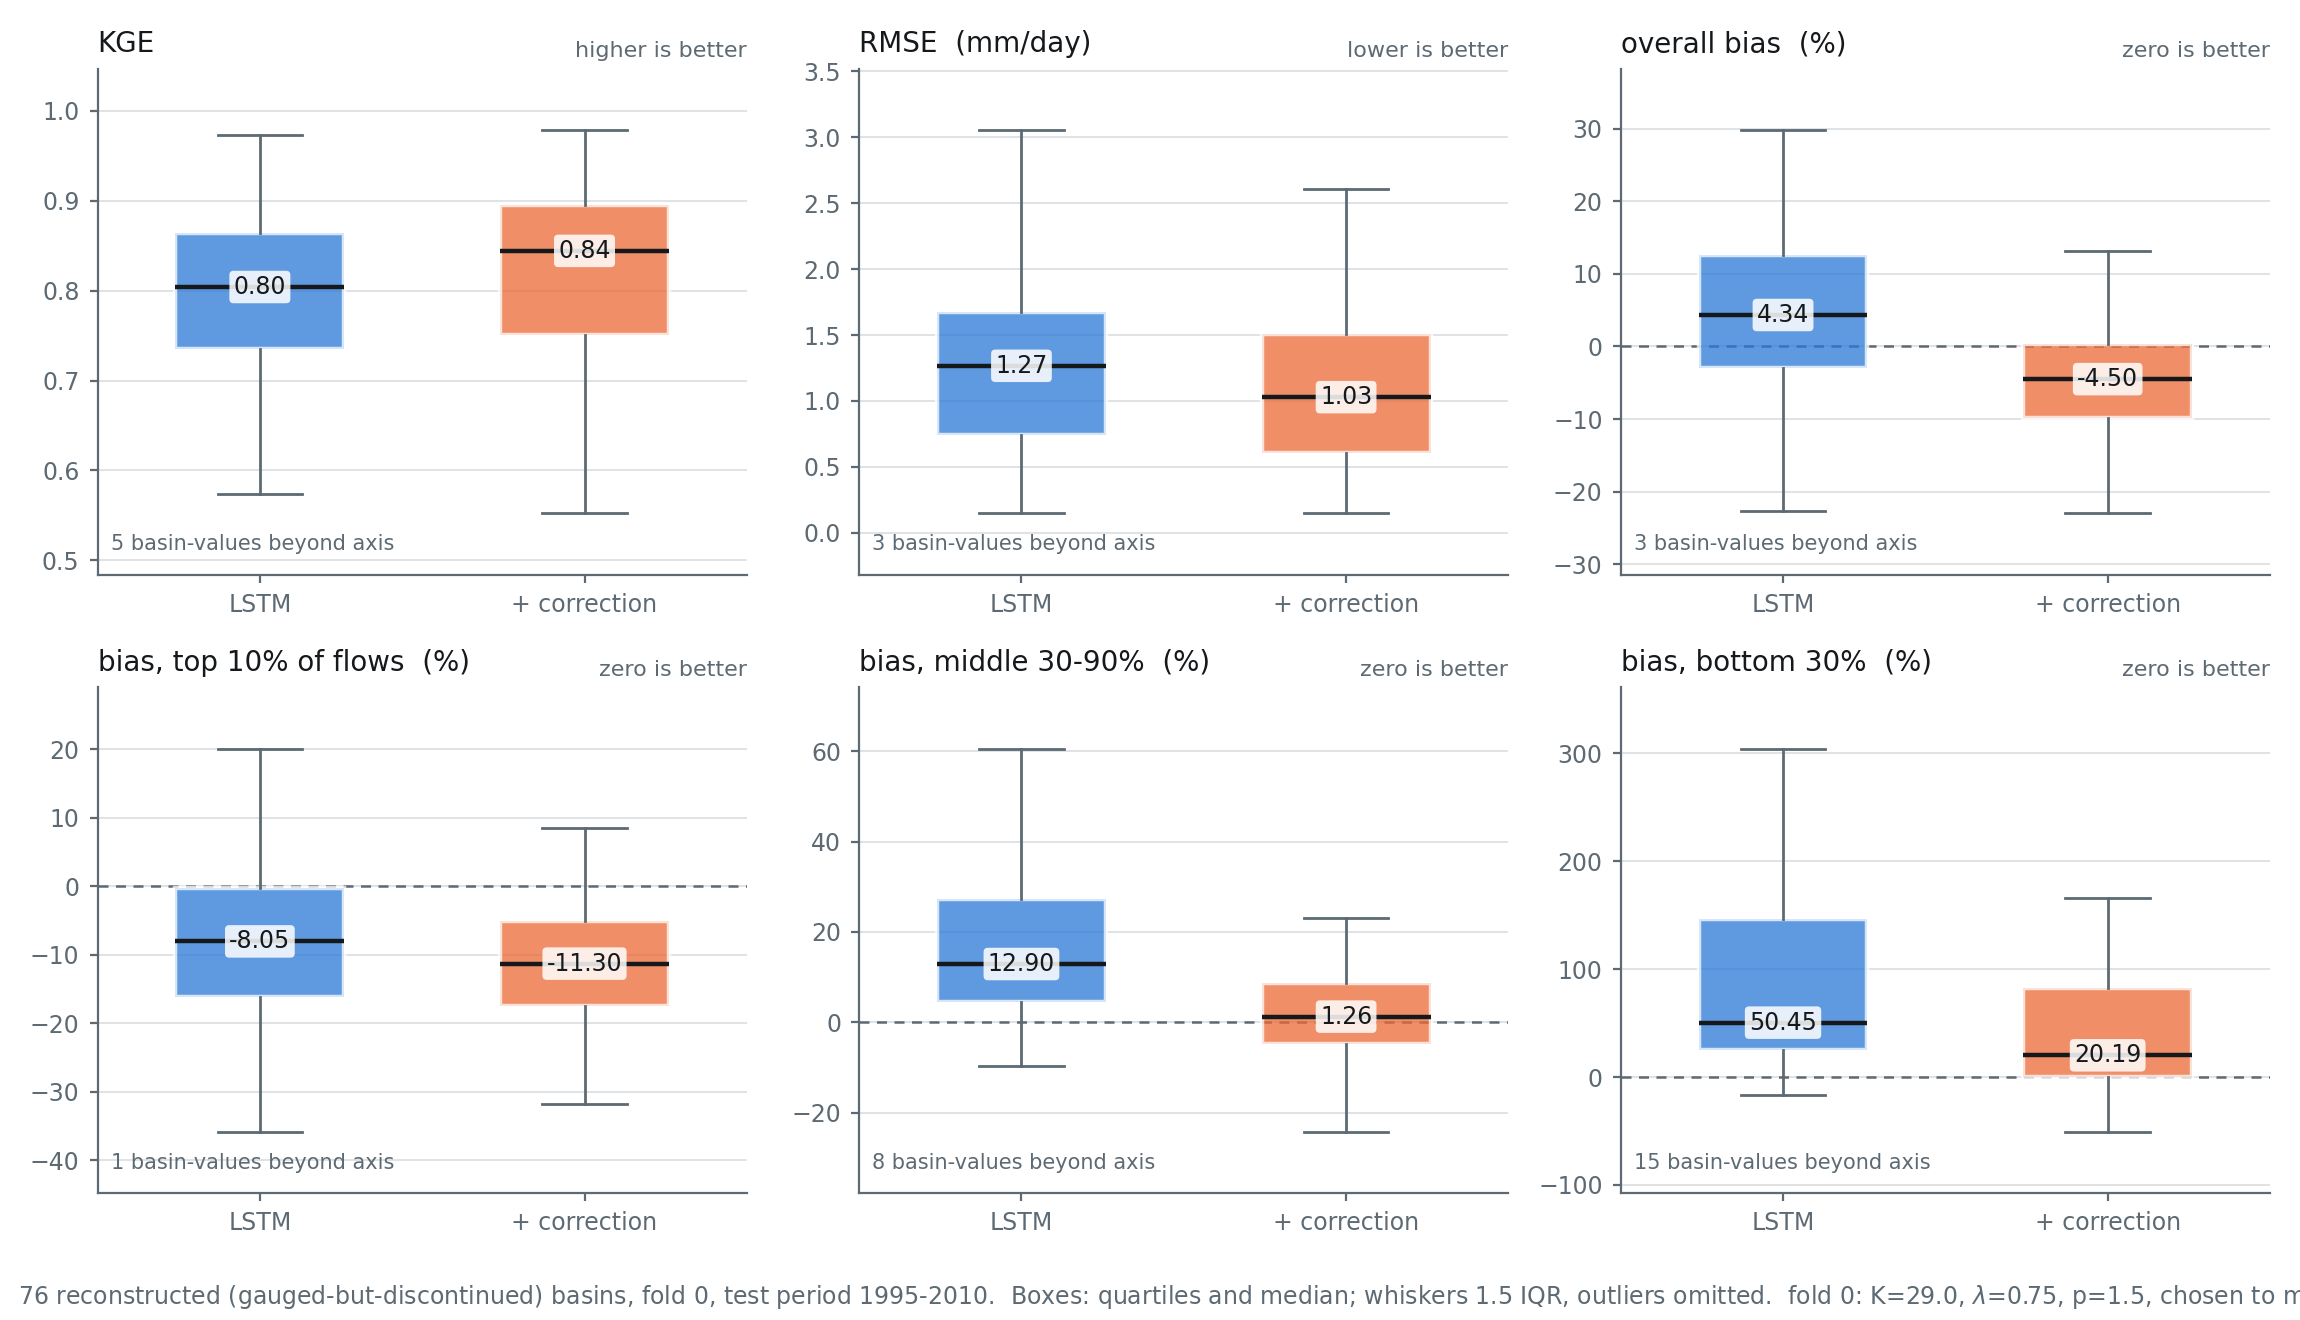 KGE
higher is better
1.0
0.9
0.8
0.7
0.6
0.5
0.80
0.84
5 basin-values beyond axis
LSTM
+ correction
RMSE (mm/day)
lower is better
3.5
3.0
2.5
2.0
1.5
1.0
0.5
0.0
1.27
1.03
3 basin-values beyond axis
LSTM
+ correction
overall bias (%)
zero is better
30
20
10
0
−10
−20
−30
4.34
-4.50
3 basin-values beyond axis
LSTM
+ correction
bias, top 10% of flows (%)
zero is better
20
10
0
−10
−20
−30
−40
-8.05
-11.30
1 basin-values beyond axis
LSTM
+ correction
bias, middle 30-90% (%)
zero is better
60
40
20
0
−20
12.90
1.26
8 basin-values beyond axis
LSTM
+ correction
bias, bottom 30% (%)
zero is better
300
200
100
0
−100
50.45
20.19
15 basin-values beyond axis
LSTM
+ correction
76 reconstructed (gauged-but-discontinued) basins, fold 0, test period 1995-2010. Boxes: quartiles and median; whiskers 1.5 IQR, outliers omitted. fold 0: K=29.0, λ=0.75, p=1.5, chosen to